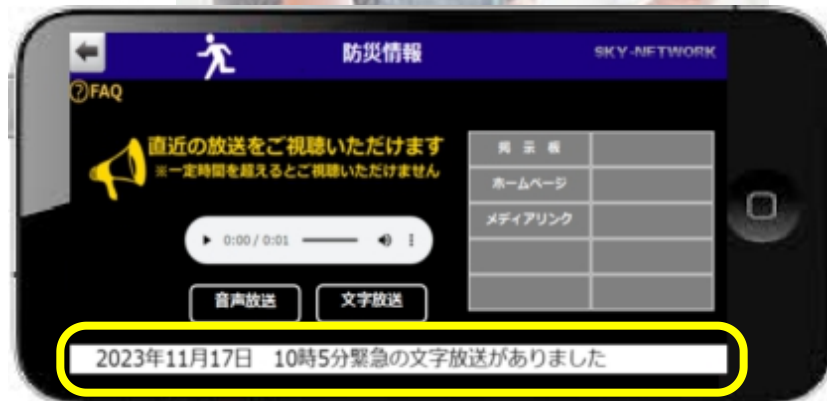 防災情報
SKY-NETWORK
?FAQ
直近の放送をご視聴いただけます
※一定時間を超えるとご視聴いただけません
掲 示 板
ホームページ
メディアリンク
0:00 / 0:01
音声放送
文字放送
2023年11月17日 10時5分緊急の文字放送がありました